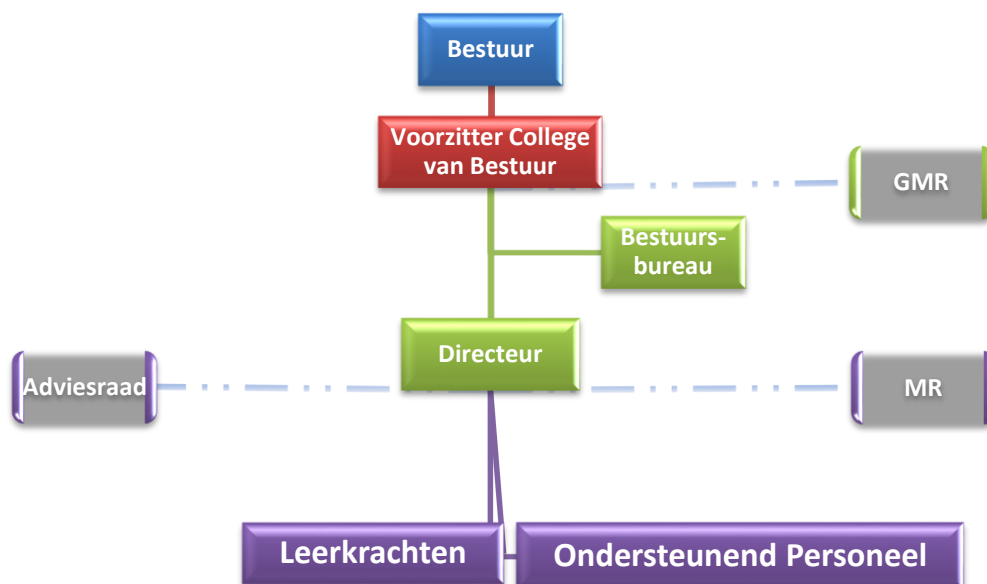 Bestuur
Voorzitter College
van Bestuur
GMR
Bestuurs-
bureau
Directeur
Adviesraad
MR
Leerkrachten
Ondersteunend Personeel